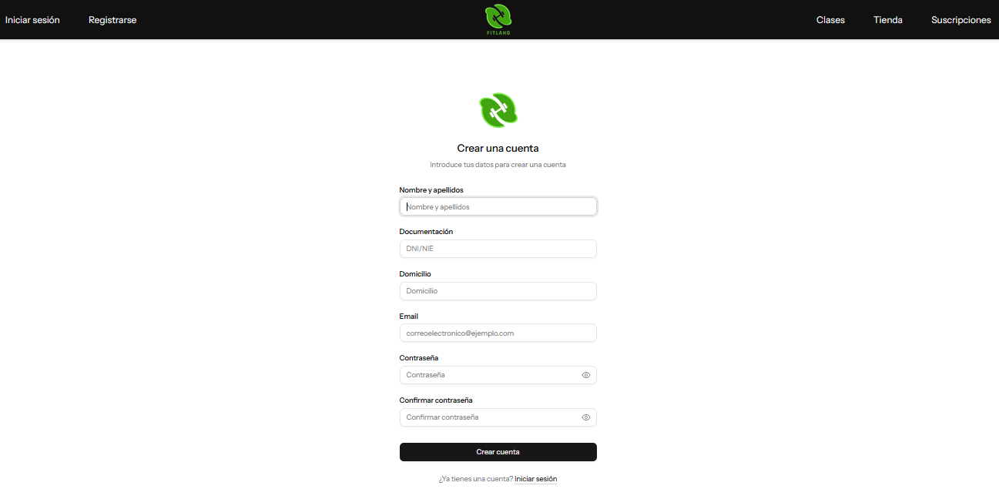 Iniciar sesión
Registrarse
FITLAND
Clases
Tienda
Suscripciones
Crear una cuenta
Introduce tus datos para crear una cuenta
Nombre y apellidos
Nombre y apellidos
Documentación
DNI/NIE
Domicilio
Domicilio
Email
correoelectronico@ejemplo.com
Contraseña
Contraseña
Confirmar contraseña
Confirmar contraseña
Crear cuenta
¿Ya tienes una cuenta? Iniciar sesión